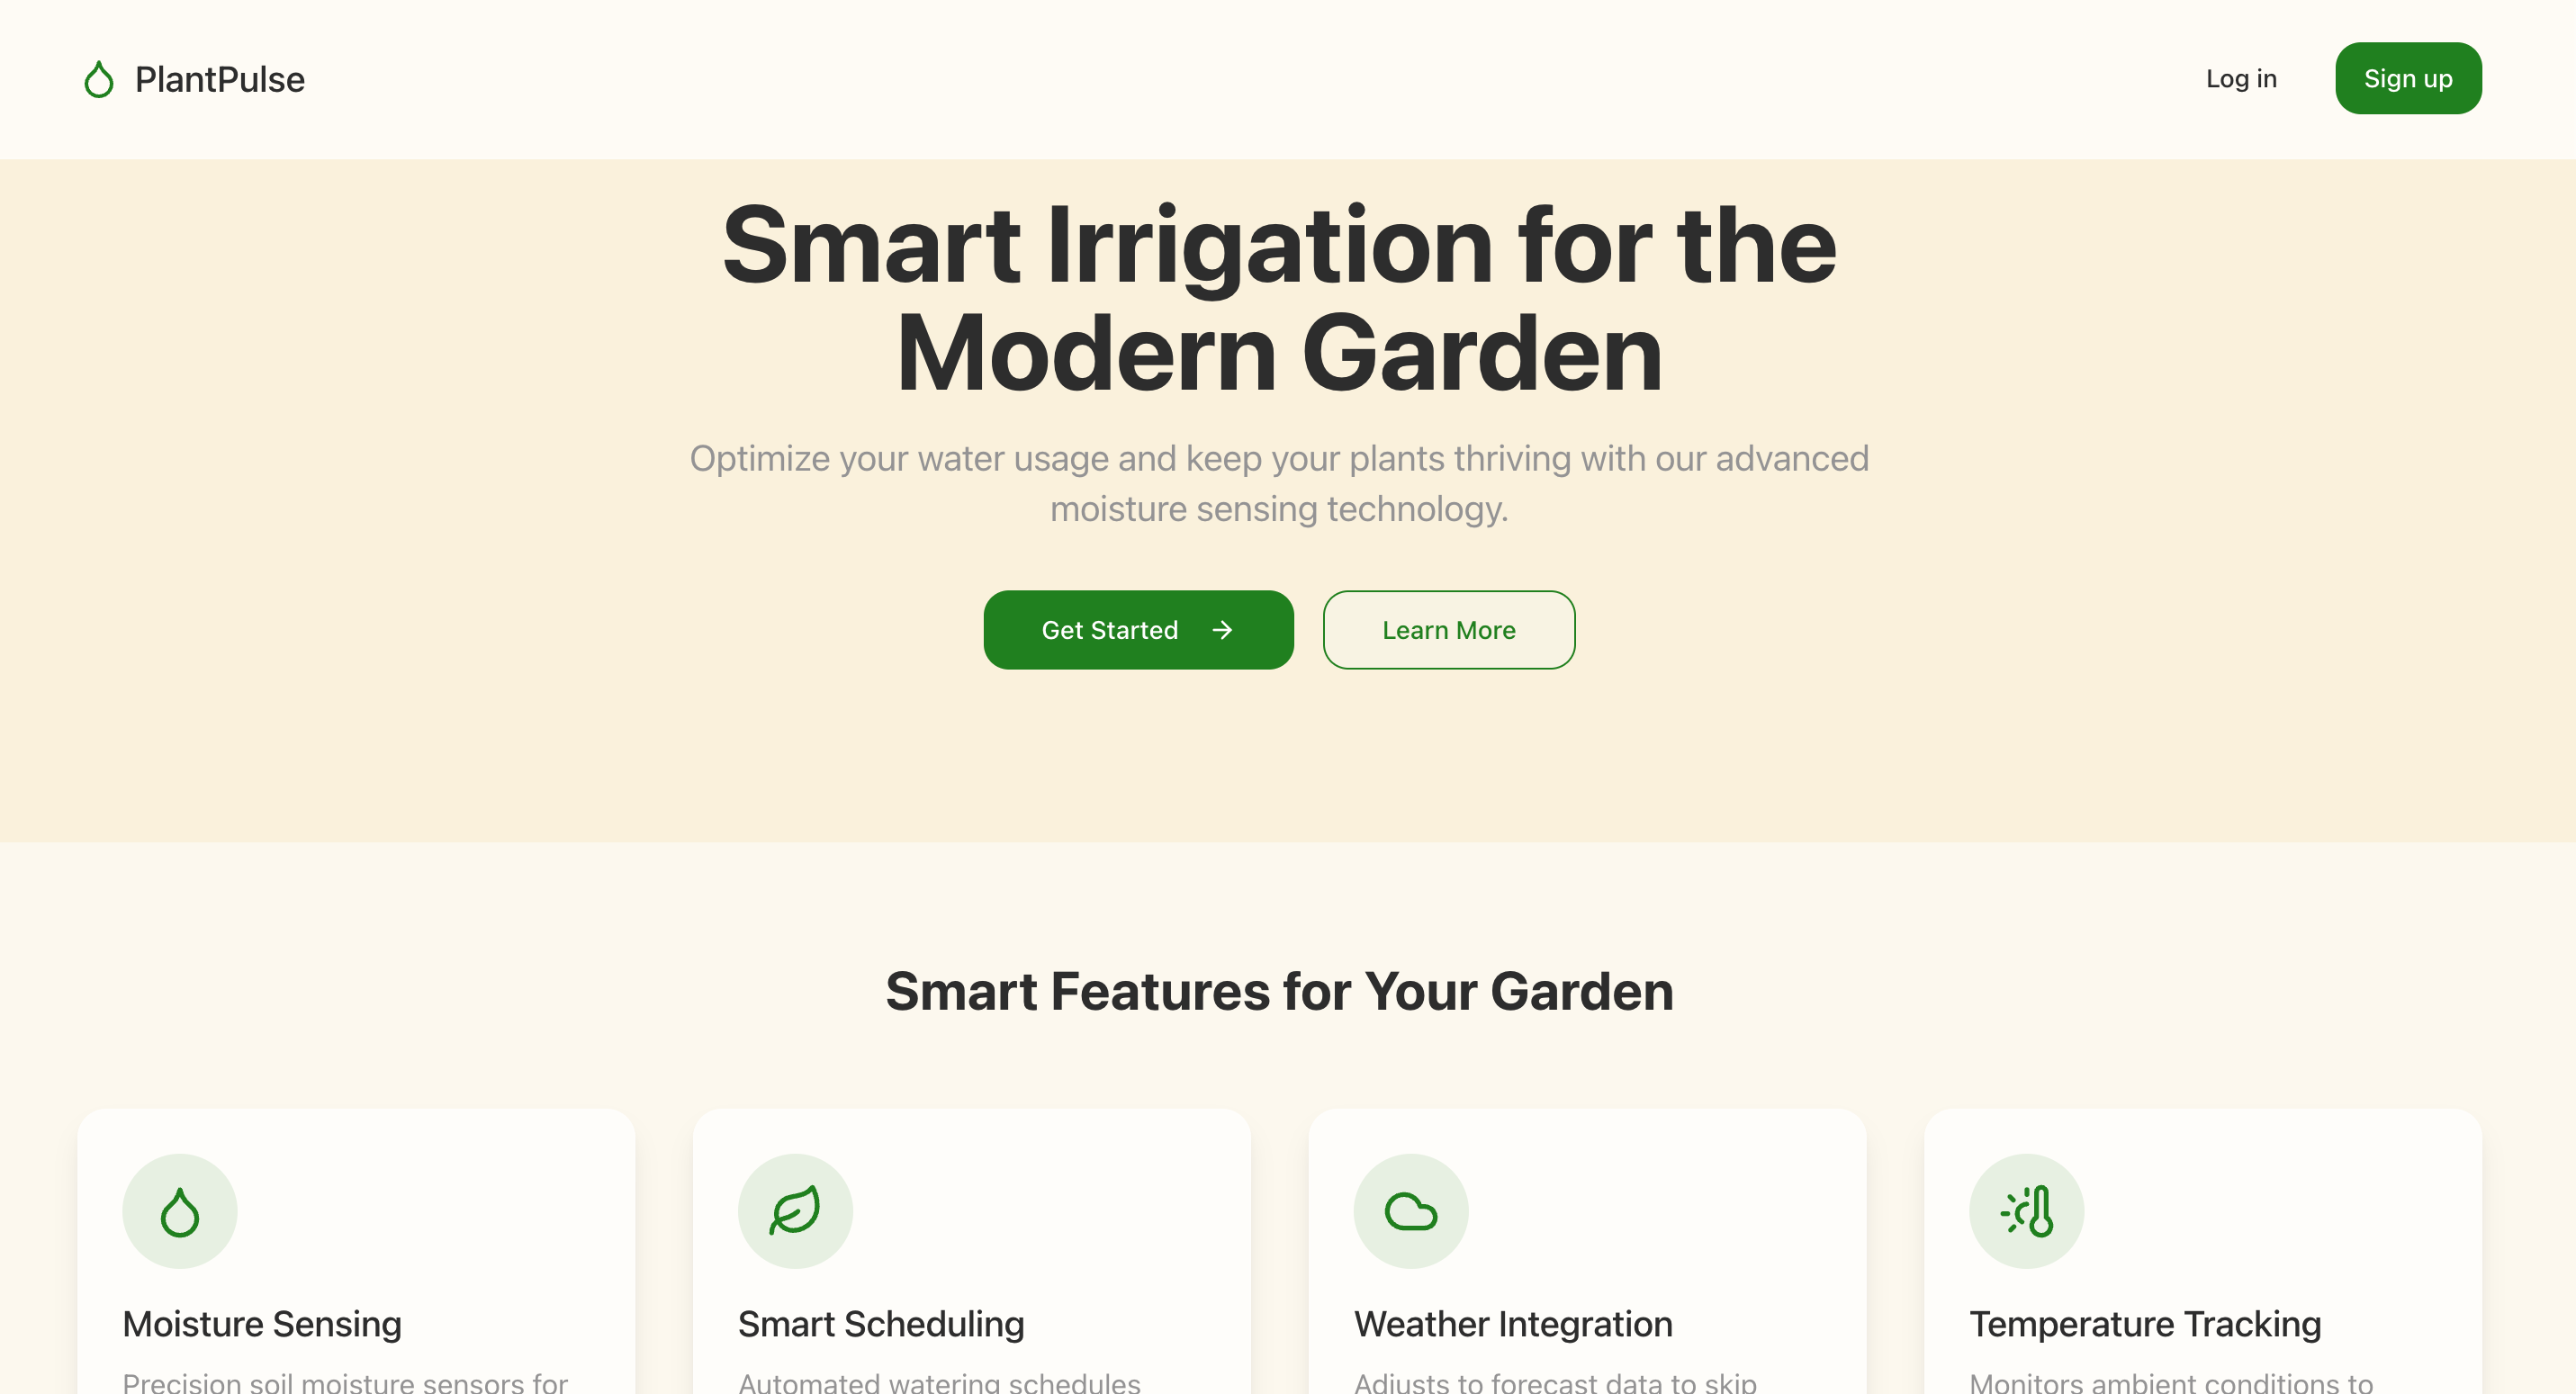 PlantPulse
Log in
Sign up
Smart Irrigation for the
Modern Garden
Optimize your water usage and keep your plants thriving with our advanced
moisture sensing technology.
Get Started
Learn More
Smart Features for Your Garden
Moisture Sensing
Precision soil moisture sensors for
Smart Scheduling
Automated watering schedules
Weather Integration
Adjusts to forecast data to skip
Temperature Tracking
Monitors ambient conditions to